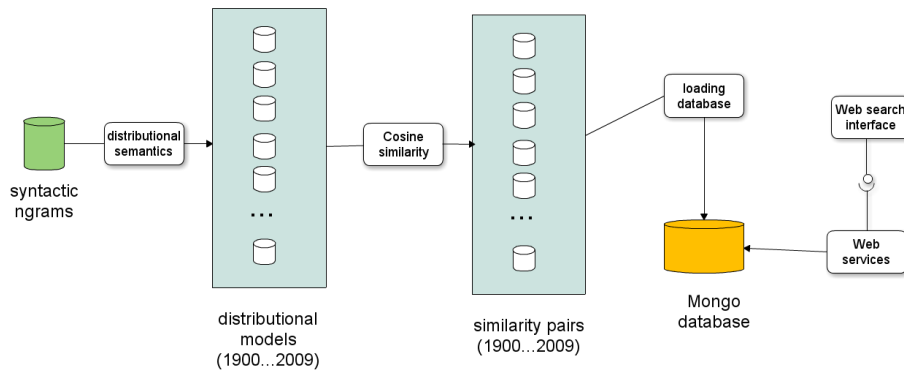 syntactic
ngrams
distributional
semantics
...
distributional
models
(1900...2009)
Cosine
similarity
...
similarity pairs
(1900...2009)
loading
database
Mongo
database
Web search
interface
Web
services